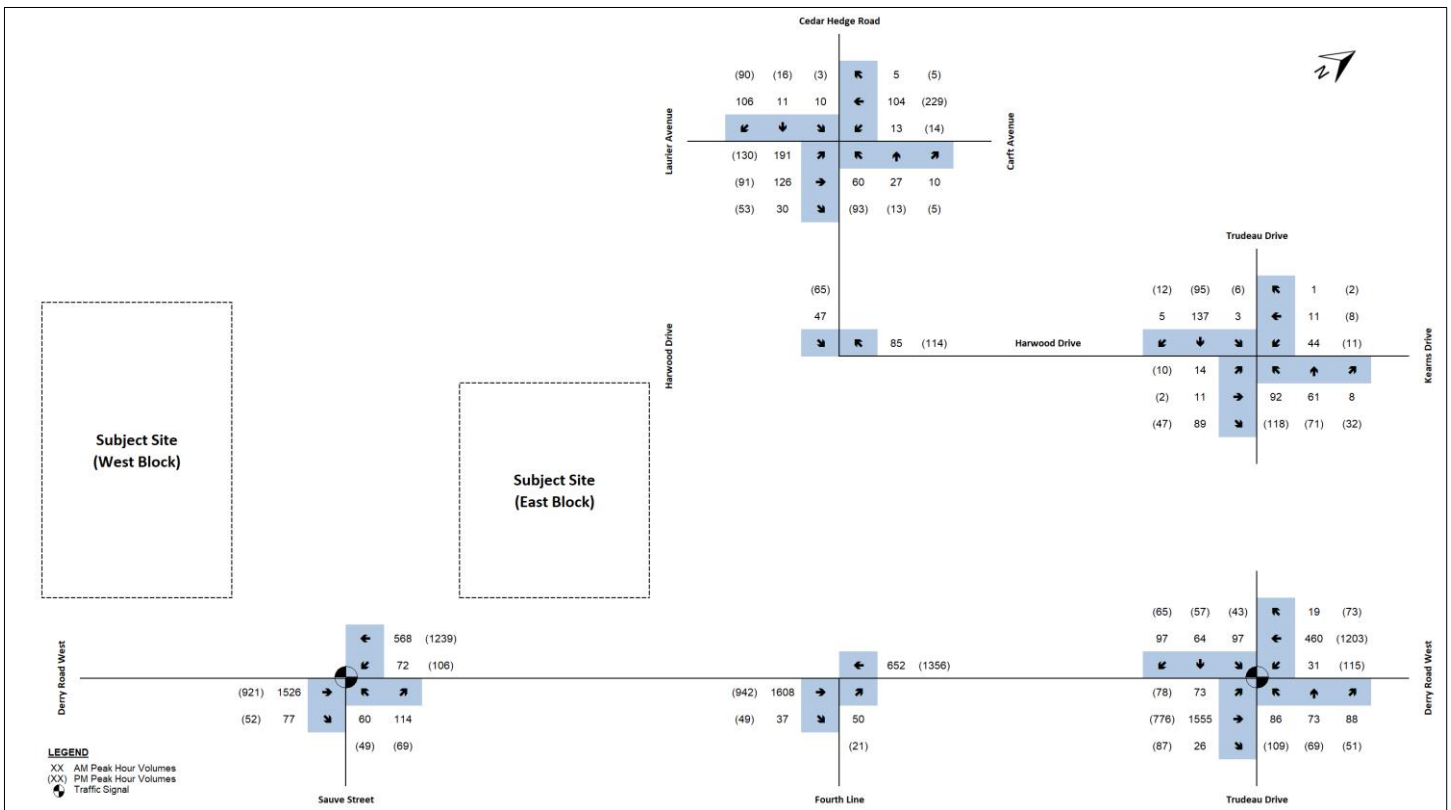 Cedar Hedge Road
N
(90) (16) (3) 5 (5)
106 11 10 104 (229)
13 (14)
Laurier Avenue
Carft Avenue
(130) 191
(91) 126 60 27 10
(53) 30 (93) (13) (5)
Trudeau Drive
(65)
47
85 (114)
Harwood Drive
Harwood Drive
(12) (95) (6) 1 (2)
5 137 3 11 (8)
44 (11)
Kearns Drive
(10) 14
(2) 11 92 61 8
(47) 89 (118) (71) (32)
Subject Site
(West Block)
Subject Site
(East Block)
Derry Road West
568 (1239)
72 (106)
(921) 1526
(52) 77 60 114
(49) (69)
652 (1356)
(942) 1608
(49) 37 50
(21)
(65) (57) (43) 19 (73)
97 64 97 460 (1203)
31 (115)
Derry Road West
(78) 73
(776) 1555 86 73 88
(87) 26 (109) (69) (51)
LEGEND
XX AM Peak Hour Volumes
(XX) PM Peak Hour Volumes
Traffic Signal
Sauve Street
Fourth Line
Trudeau Drive